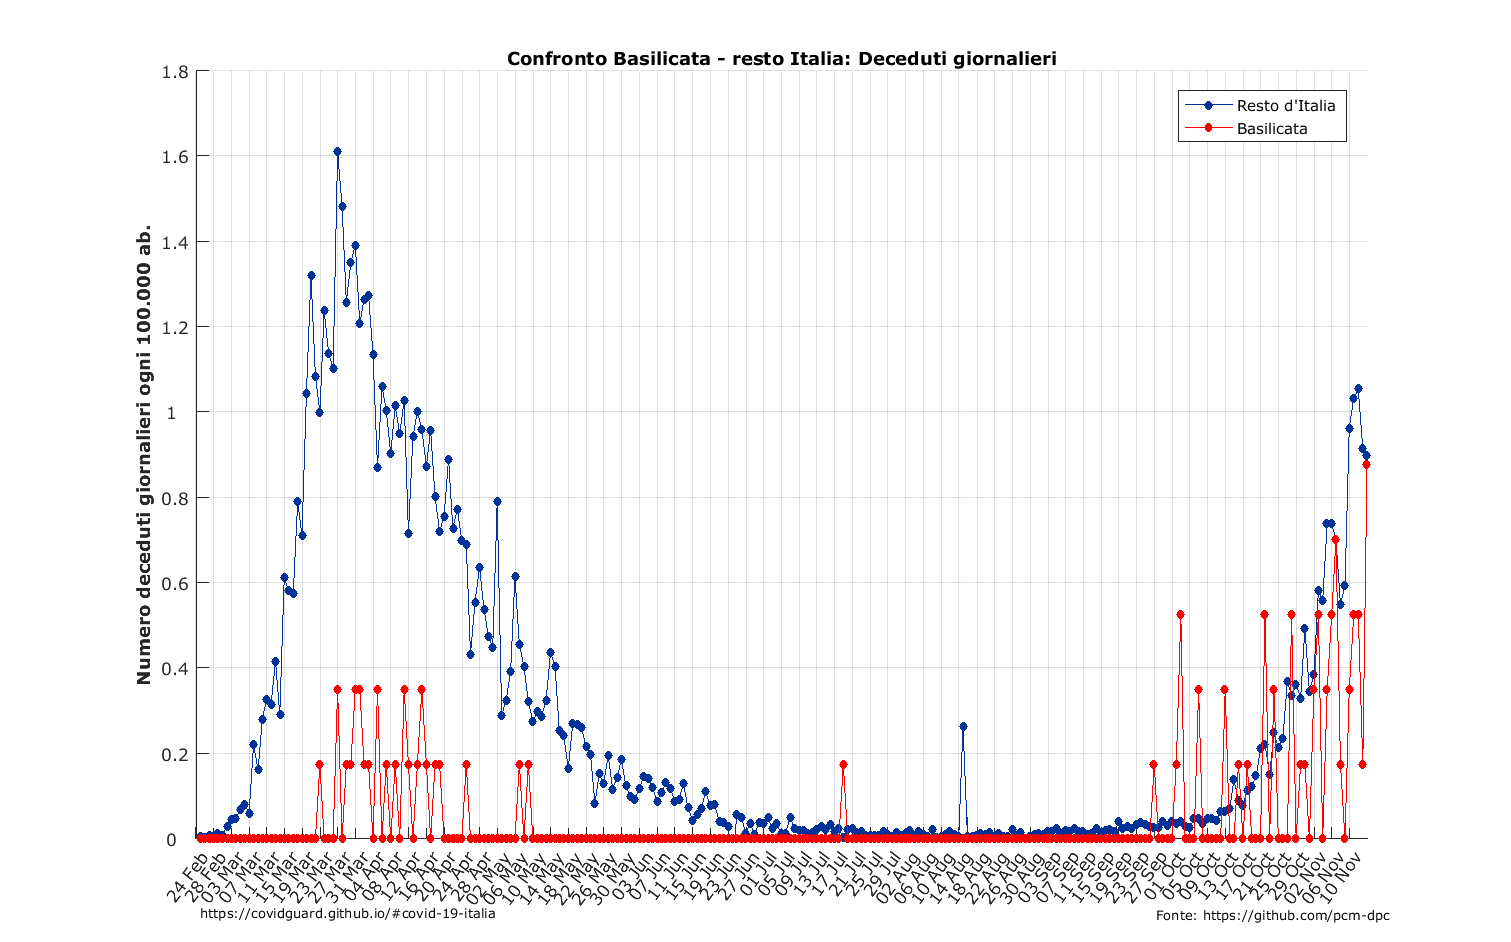 Confronto Basilicata - resto Italia: Deceduti giornalieri
Numero deceduti giornalieri ogni 100.000 ab.
1.8
1.6
1.4
1.2
1
0.8
0.6
0.4
0.2
0
Resto d'Italia
Basilicata
24 Feb
28 Feb
03 Mar
07 Mar
11 Mar
15 Mar
19 Mar
23 Mar
27 Mar
31 Mar
04 Apr
08 Apr
12 Apr
16 Apr
20 Apr
24 Apr
28 Apr
02 May
06 May
10 May
14 May
18 May
22 May
26 May
30 May
03 Jun
07 Jun
11 Jun
15 Jun
19 Jun
23 Jun
27 Jun
01 Jul
05 Jul
09 Jul
13 Jul
17 Jul
21 Jul
25 Jul
29 Jul
02 Aug
06 Aug
10 Aug
14 Aug
18 Aug
22 Aug
26 Aug
30 Aug
03 Sep
07 Sep
11 Sep
15 Sep
19 Sep
23 Sep
27 Sep
01 Oct
05 Oct
09 Oct
13 Oct
17 Oct
21 Oct
25 Oct
29 Oct
02 Nov
06 Nov
10 Nov
https://covidguard.github.io/#covid-19-italia
Fonte: https://github.com/pcm-dpc